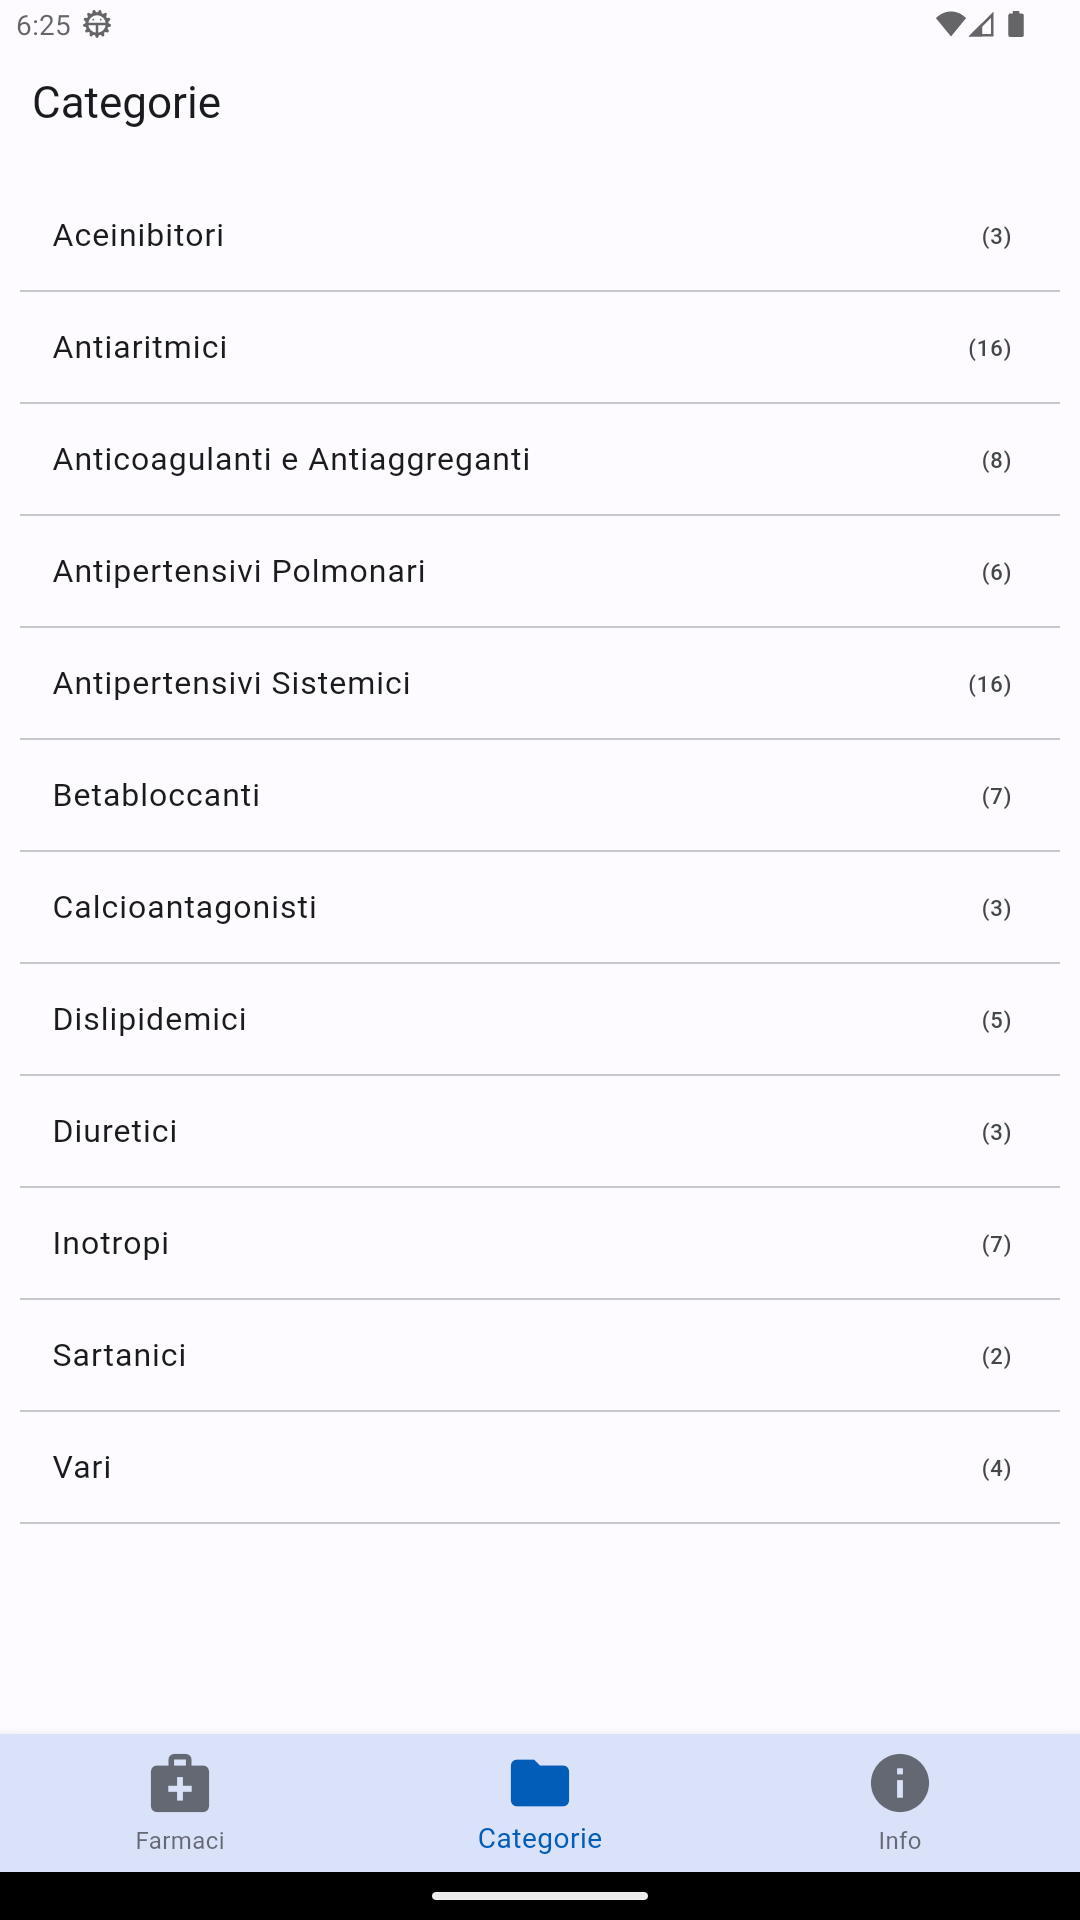 6:25
Categorie
Aceinibitori (3)
Antiaritmici (16)
Anticoagulanti e Antiaggreganti (8)
Antipertensivi Polmonari (6)
Antipertensivi Sistemici (16)
Betabloccanti (7)
Calcioantagonisti (3)
Dislipidemici (5)
Diuretici (3)
Inotropi (7)
Sartanici (2)
Vari (4)
Farmaci Categorie Info